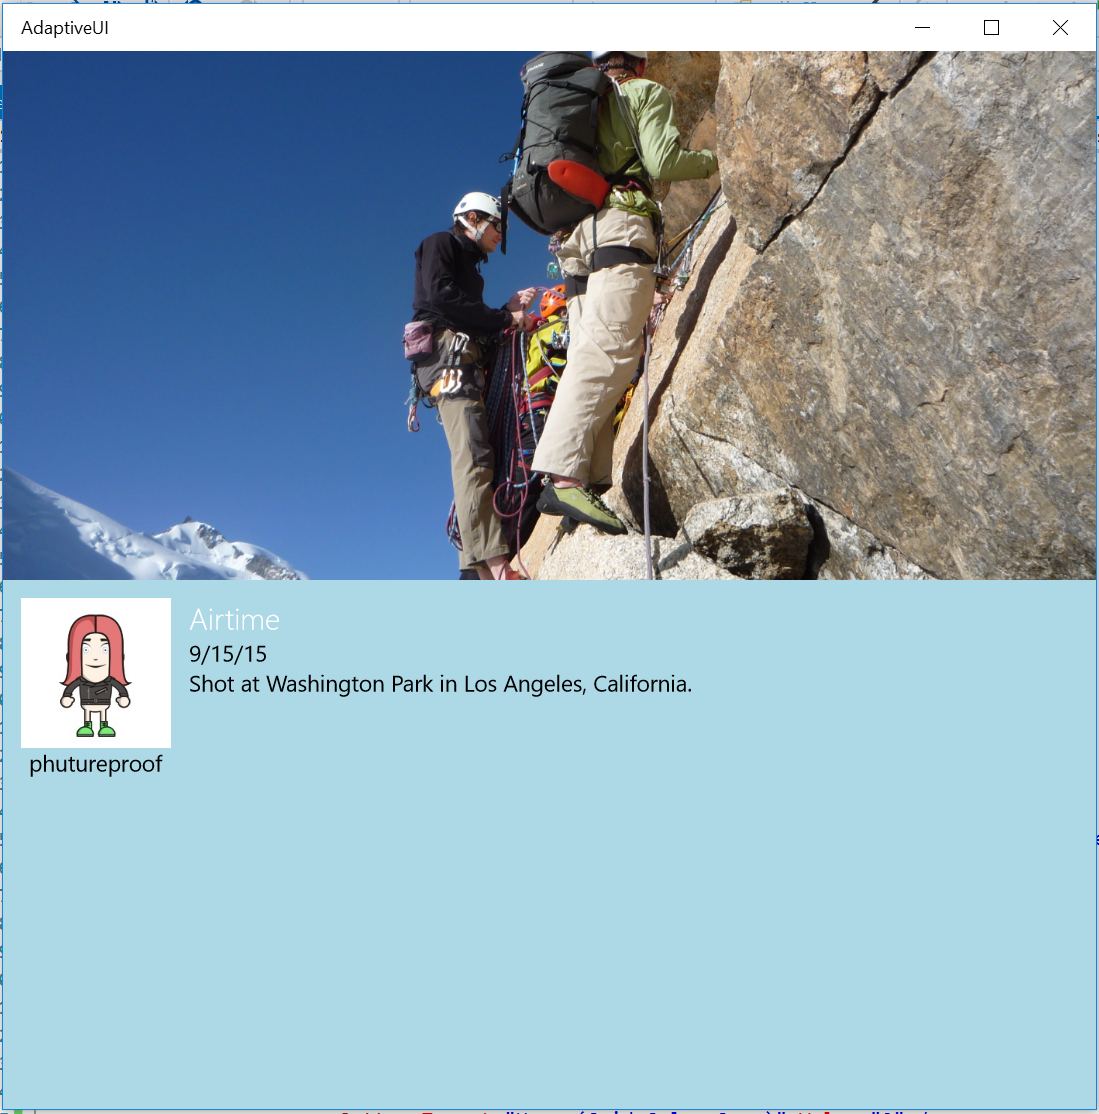 AdaptiveUI
Airtime
9/15/15
Shot at Washington Park in Los Angeles, California.
phutureproof